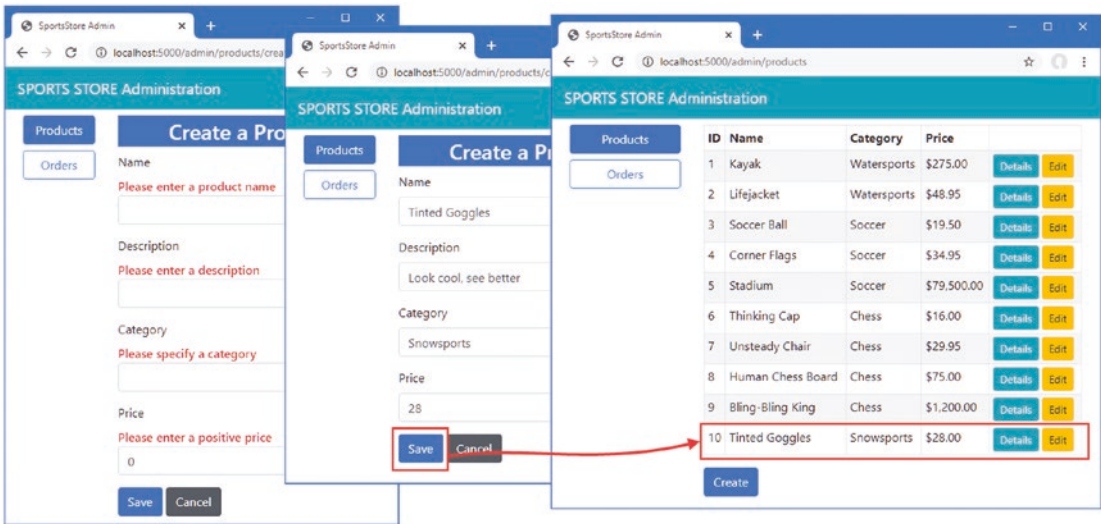 SportsStore Admin
localhost:5000/admin/products/crea
SPORTS STORE Administration
Products
Orders
Create a Pro
Name
Please enter a product name
Description
Please enter a description
Category
Please specify a category
Price
Please enter a positive price
0
Save Cancel
SportsStore Admin
localhost:5000/admin/products/c
SPORTS STORE Administration
Products
Orders
Create a Pr
Name
Tinted Goggles
Description
Look cool, see better
Category
Snowsports
Price
28
Save Cancel
SportsStore Admin
localhost:5000/admin/products
SPORTS STORE Administration
Products
Orders
ID Name Category Price
1 Kayak Watersports $275.00 Details Edit
2 Lifejacket Watersports $48.95 Details Edit
3 Soccer Ball Soccer $19.50 Details Edit
4 Corner Flags Soccer $34.95 Details Edit
5 Stadium Soccer $79,500.00 Details Edit
6 Thinking Cap Chess $16.00 Details Edit
7 Unsteady Chair Chess $29.95 Details Edit
8 Human Chess Board Chess $75.00 Details Edit
9 Bling-Bling King Chess $1,200.00 Details Edit
10 Tinted Goggles Snowsports $28.00 Details Edit
Create